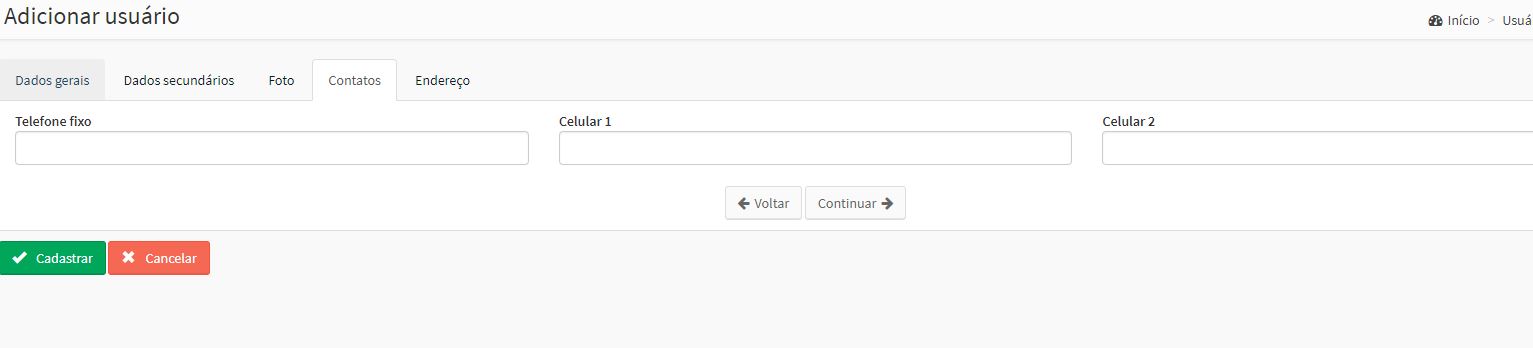 Adicionar usuário
Início > Usuá
Dados gerais Dados secundários Foto Contatos Endereço
Telefone fixo Celular 1 Celular 2
Voltar Continuar
Cadastrar Cancelar